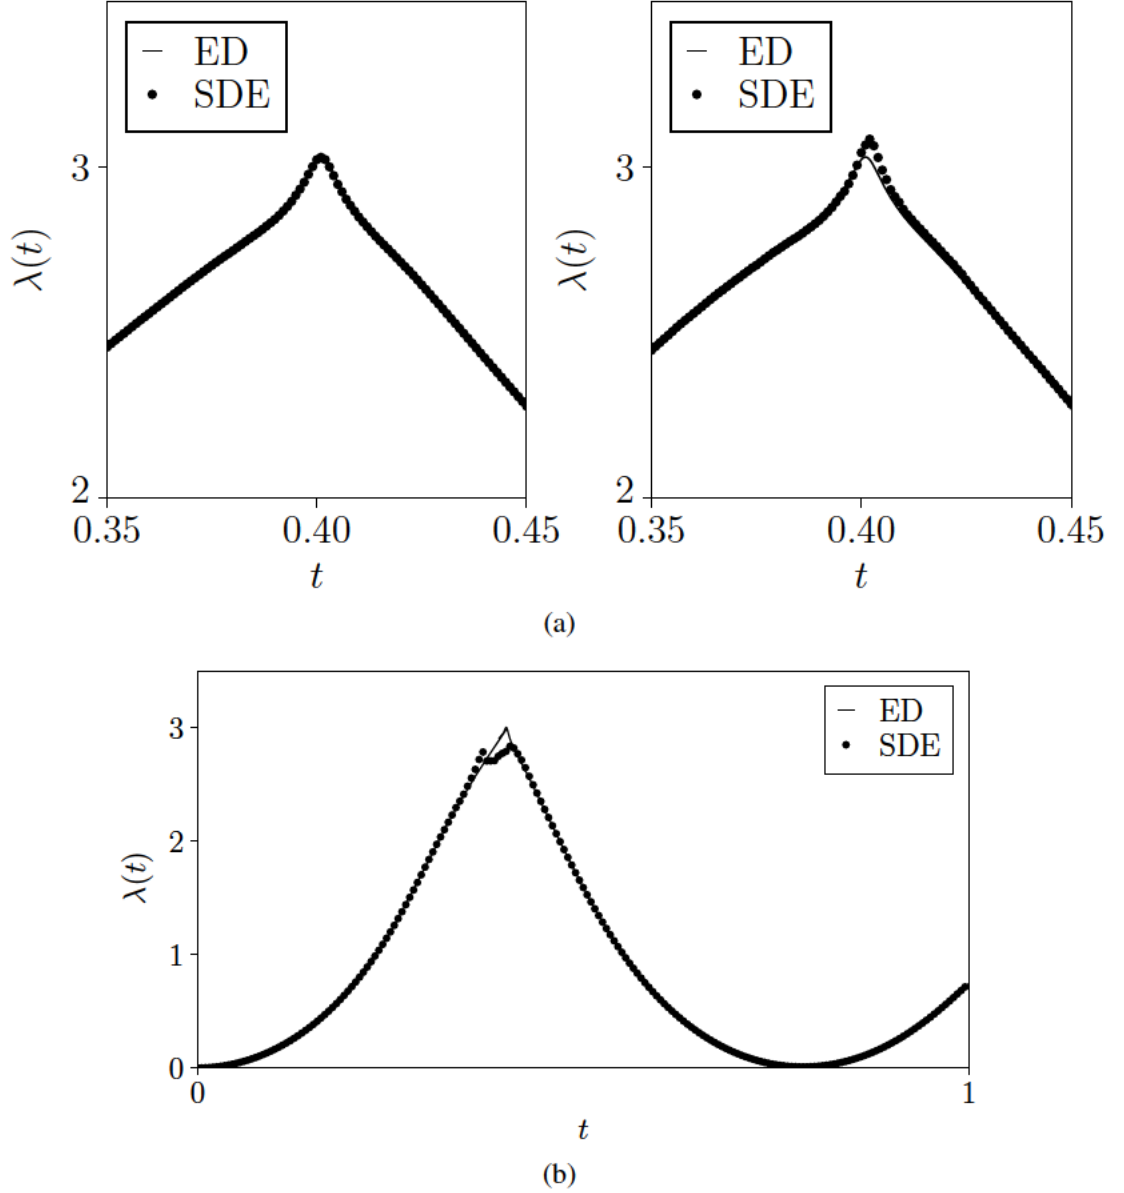 — ED
• SDE
3
2
λ(t)
0.35 0.40 0.45
t
— ED
• SDE
3
2
λ(t)
0.35 0.40 0.45
t
(a)
— ED
• SDE
3
2
1
0
λ(t)
0 1
t
(b)